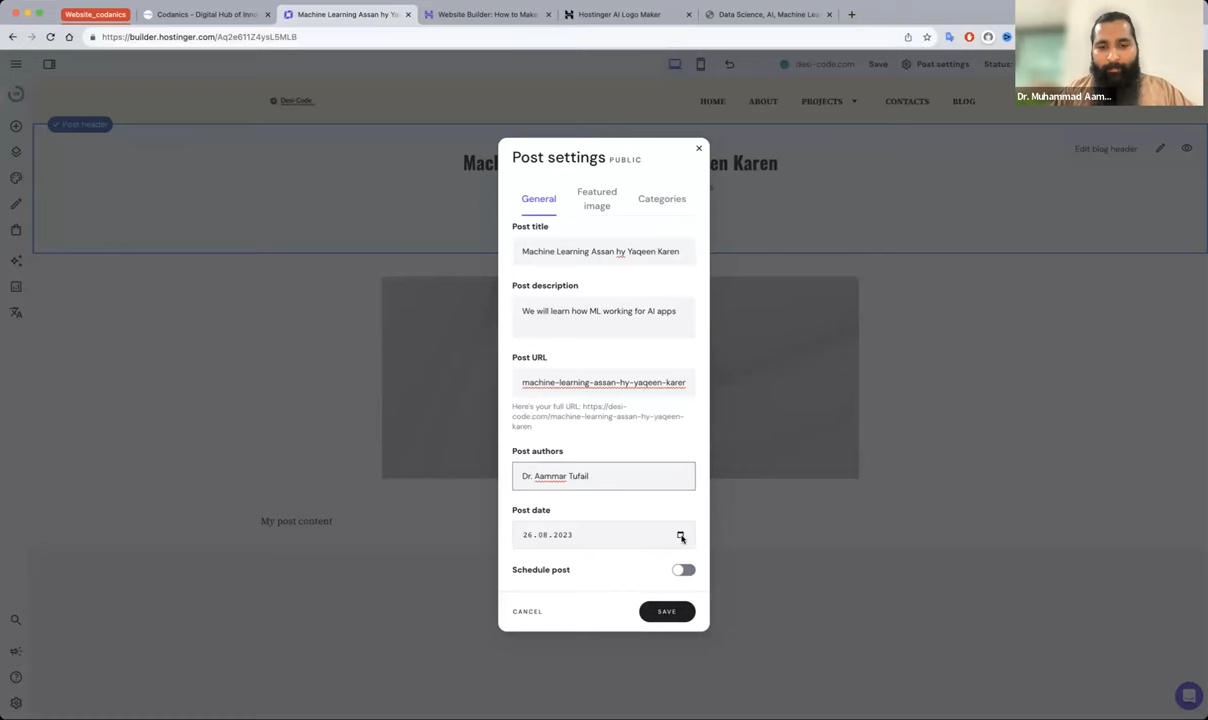 Website_codanics
Codanics - Digital Hub of Inno
Machine Learning Assan hy Ya
Website Builder: How to Make
Hostinger AI Logo Maker
Data Science, AI, Machine Lea
https://builder.hostinger.com/Aq2e611Z4ysL5MLB
desi-code.com
Save
Post settings
Status:
Dr. Muhammad Aam...
Desi-Code
HOME
ABOUT
PROJECTS
CONTACTS
BLOG
Post header
Edit blog header
Mac
en Karen
Post settings PUBLIC
General
Featured
image
Categories
Post title
Machine Learning Assan hy Yaqeen Karen
Post description
We will learn how ML working for AI apps
Post URL
machine-learning-assan-hy-yaqeen-karer
Here's your full URL: https://desi-
code.com/machine-learning-assan-hy-yaqeen-
karen
Post authors
Dr. Aammar Tufail
Post date
26.08.2023
Schedule post
CANCEL
SAVE
My post content